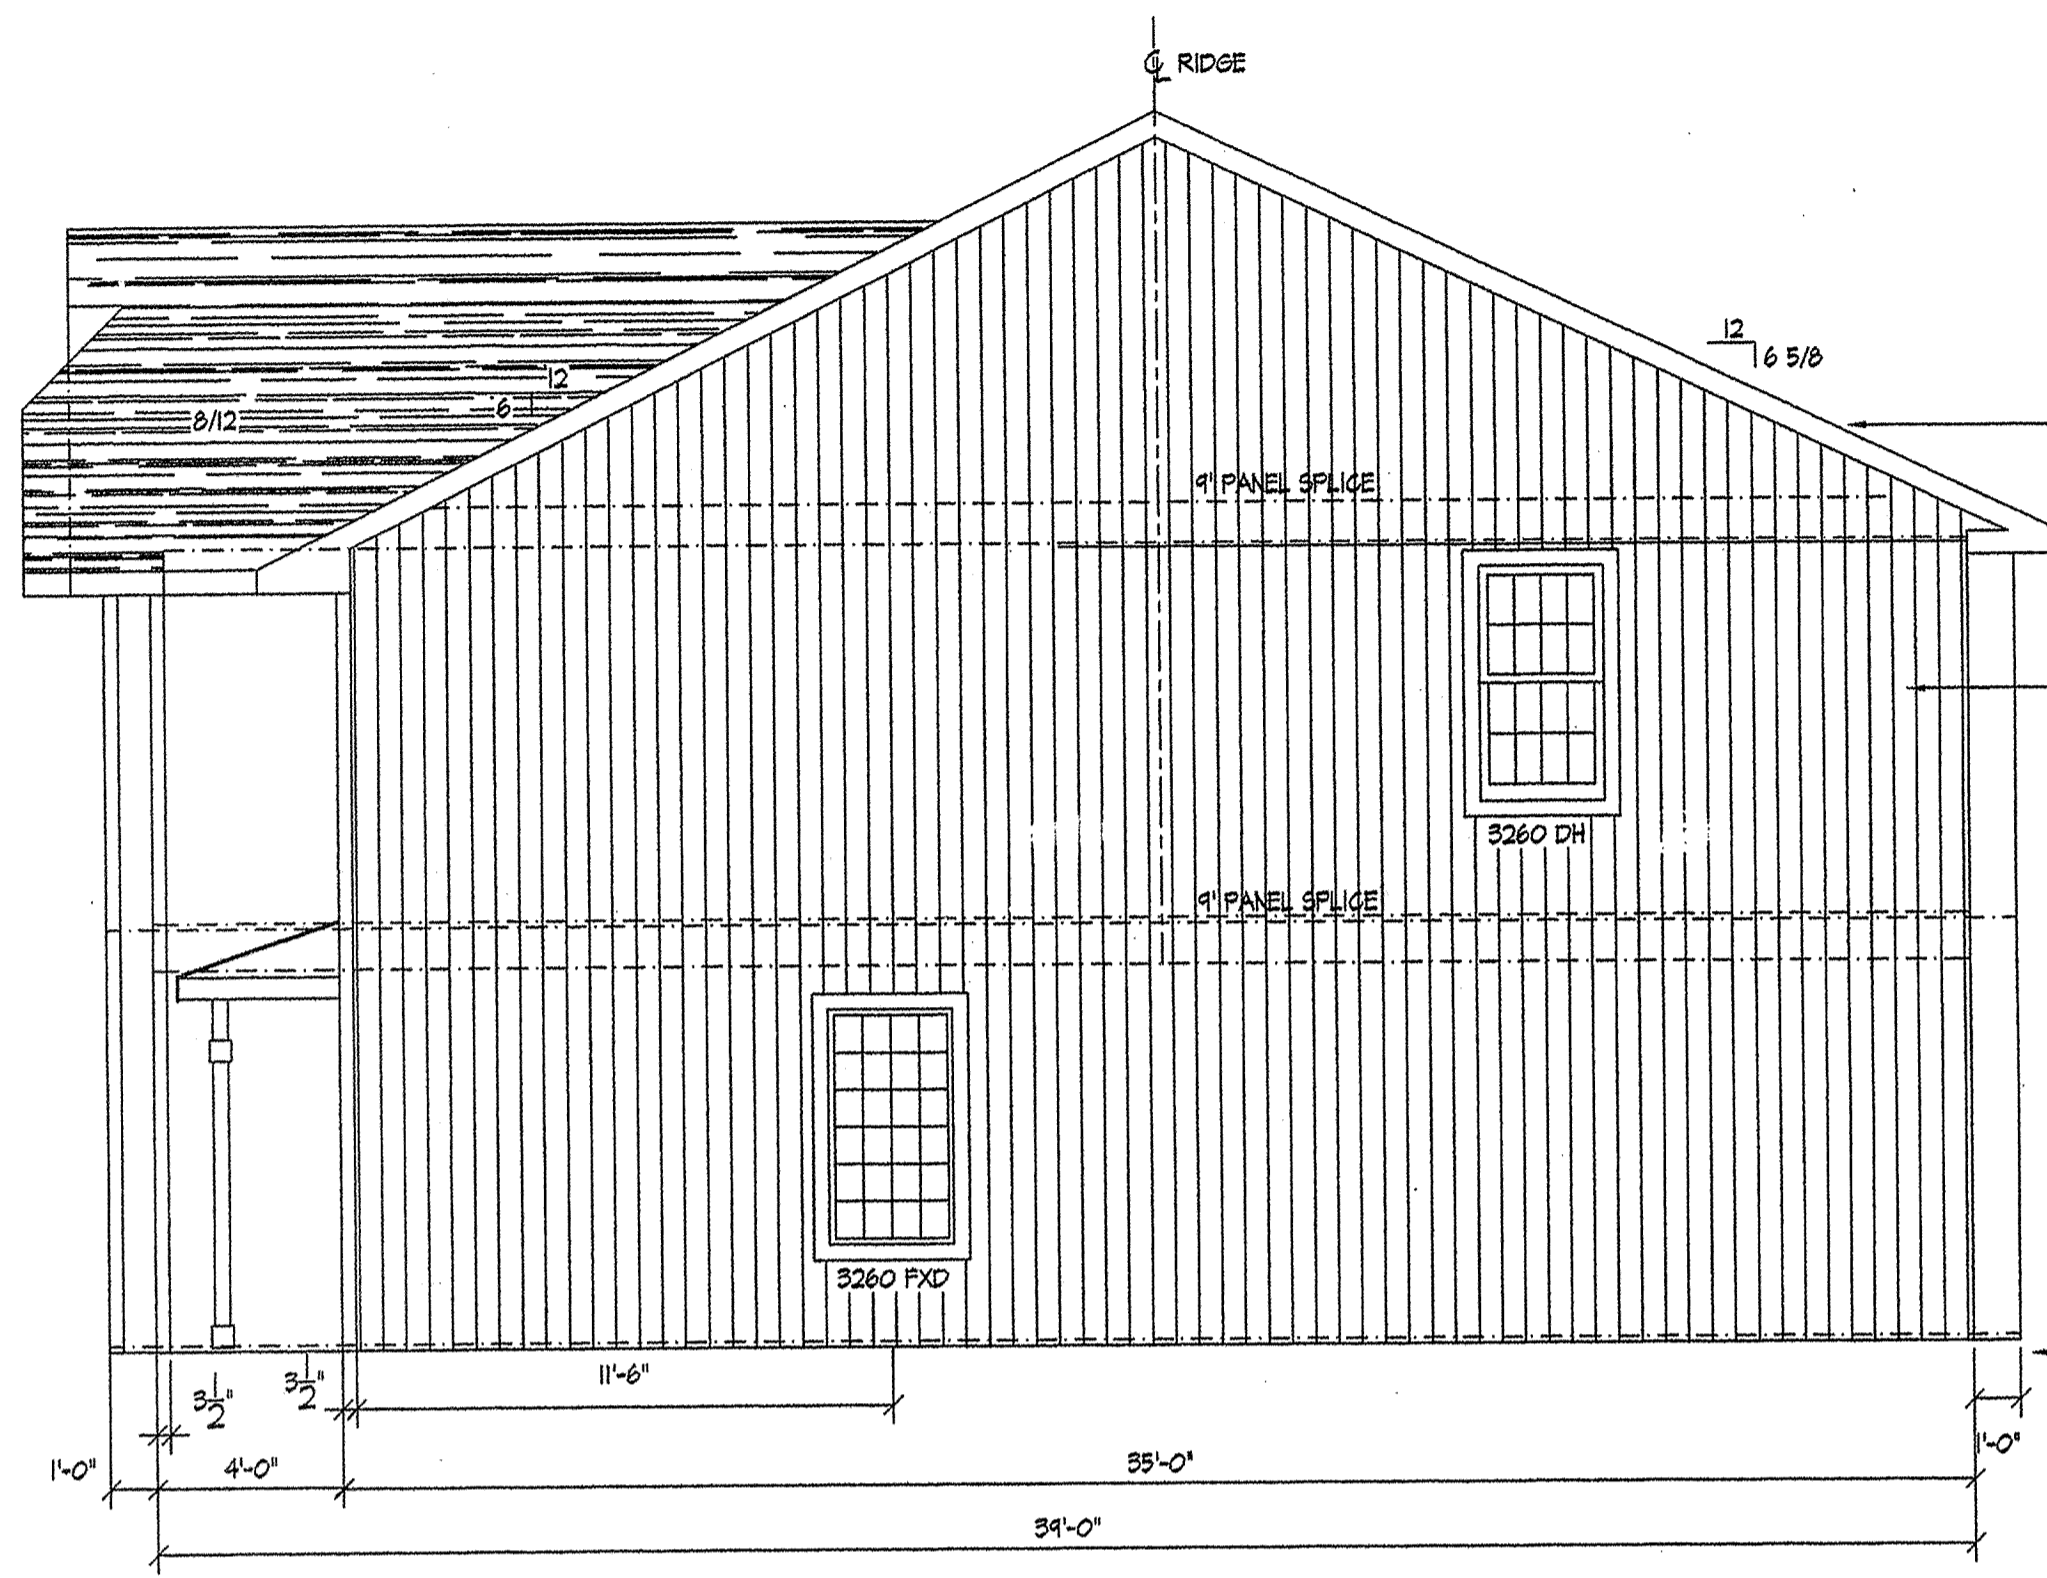 ℄ RIDGE
12
6 5/8
12
6
8/12
9' PANEL SPLICE
3260 DH
9' PANEL SPLICE
3260 FXD
3 1/2"
3 1/2"
11'-6"
1'-0"
4'-0"
35'-0"
1'-0"
39'-0"